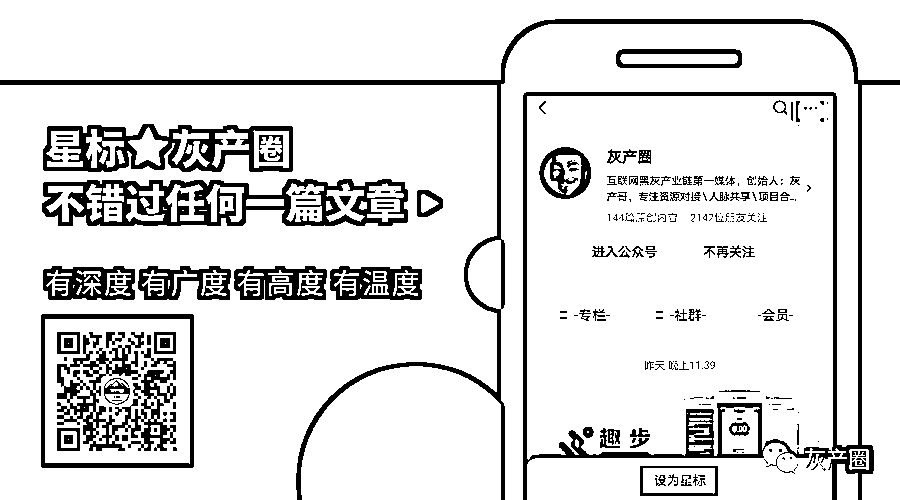 星标★灰产圈
不错过任何一篇文章
有深度 有广度 有高度 有温度
灰产圈
互联网黑灰产业链第一媒体,创始人:灰
产哥,专注资源对接\人脉共享\项目合...
144篇原创内容 2142位朋友关注
进入公众号 不再关注
-专栏- -社群- -会员-
昨天 晚上11:39
趣步
设为星标
灰产圈